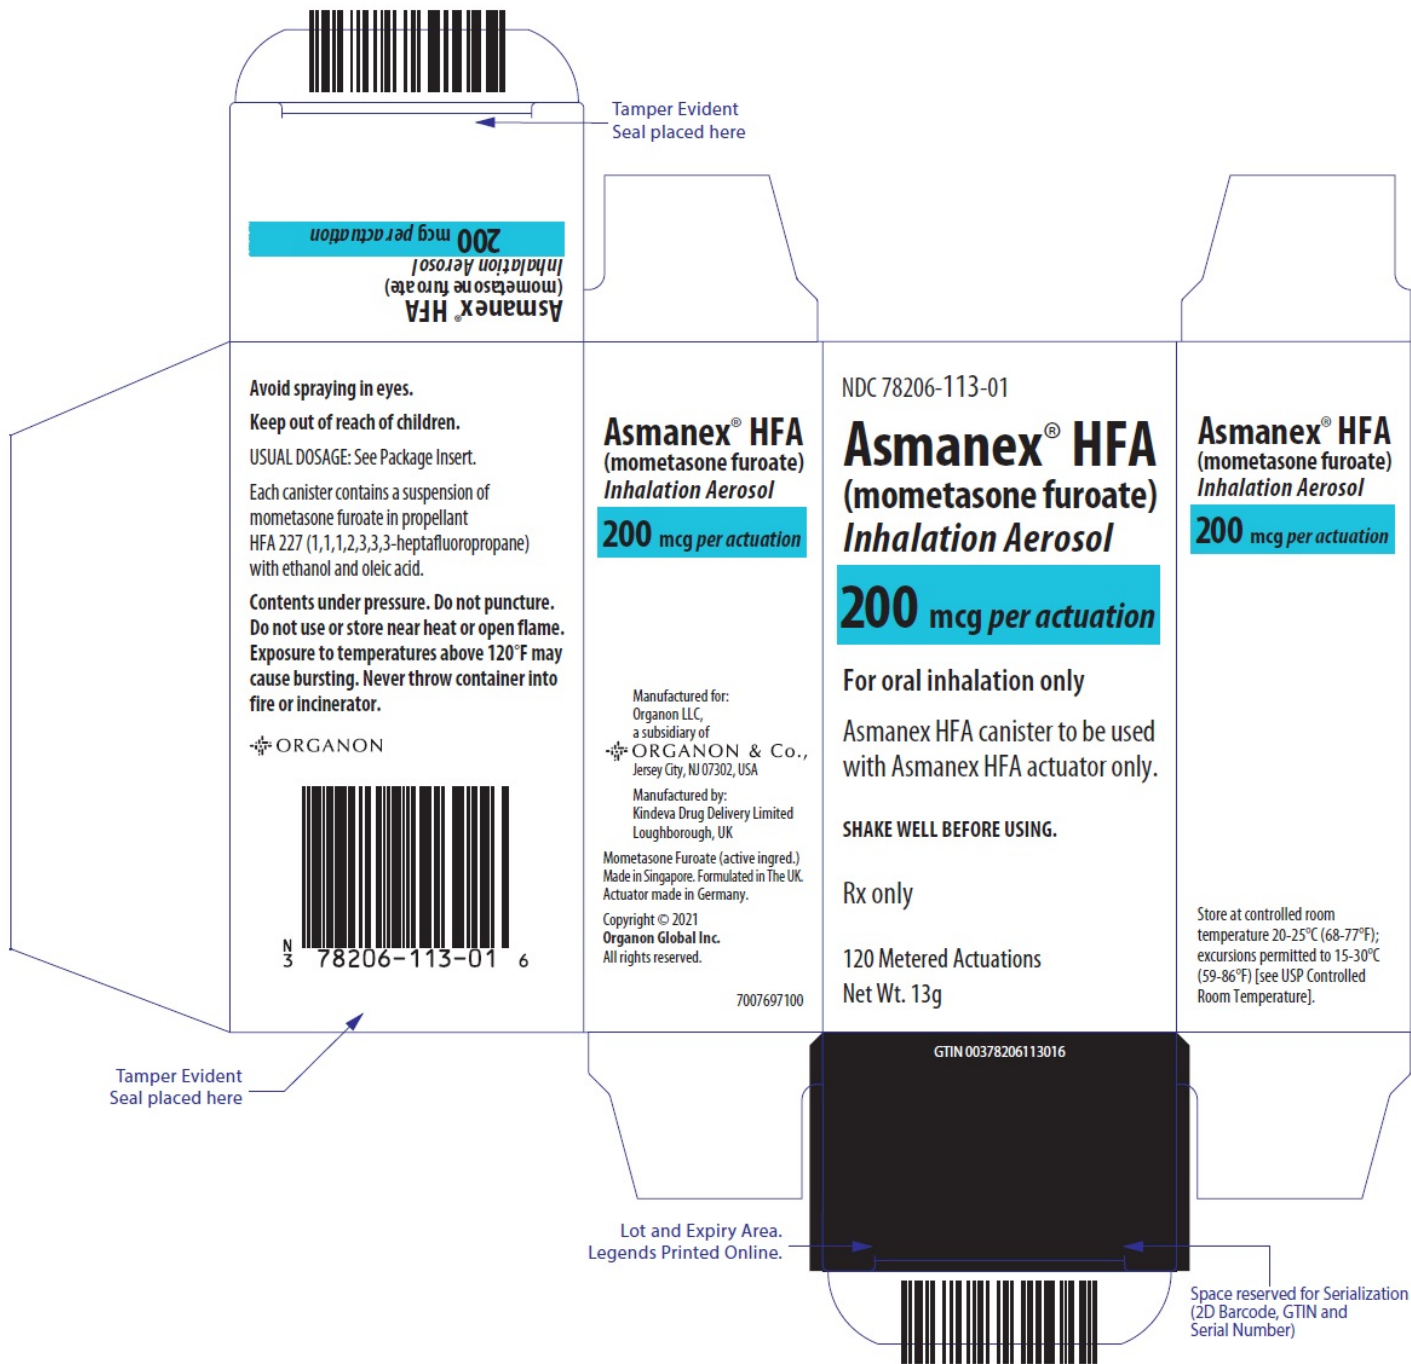 Tamper Evident
Seal placed here
Asmanex® HFA
(mometasone furoate)
Inhalation Aerosol
200 mcg per actuation
Avoid spraying in eyes.
Keep out of reach of children.
USUAL DOSAGE: See Package Insert.
Each canister contains a suspension of
mometasone furoate in propellant
HFA 227 (1,1,1,2,3,3,3-heptafluoropropane)
with ethanol and oleic acid.
Contents under pressure. Do not puncture.
Do not use or store near heat or open flame.
Exposure to temperatures above 120°F may
cause bursting. Never throw container into
fire or incinerator.
ORGANON
N
3 78206-113-01 6
Tamper Evident
Seal placed here
Asmanex® HFA
(mometasone furoate)
Inhalation Aerosol
200 mcg per actuation
Manufactured for:
Organon LLC,
a subsidiary of
ORGANON & Co.,
Jersey City, NJ 07302, USA
Manufactured by:
Kindeva Drug Delivery Limited
Loughborough, UK
Mometasone Furoate (active ingred.)
Made in Singapore. Formulated in The UK.
Actuator made in Germany.
Copyright © 2021
Organon Global Inc.
All rights reserved.
7007697100
NDC 78206-113-01
Asmanex® HFA
(mometasone furoate)
Inhalation Aerosol
200 mcg per actuation
For oral inhalation only
Asmanex HFA canister to be used
with Asmanex HFA actuator only.
SHAKE WELL BEFORE USING.
Rx only
120 Metered Actuations
Net Wt. 13g
GTIN 00378206113016
Lot and Expiry Area.
Legends Printed Online.
Asmanex® HFA
(mometasone furoate)
Inhalation Aerosol
200 mcg per actuation
Store at controlled room
temperature 20-25°C (68-77°F);
excursions permitted to 15-30°C
(59-86°F) [see USP Controlled
Room Temperature].
Space reserved for Serialization
(2D Barcode, GTIN and
Serial Number)